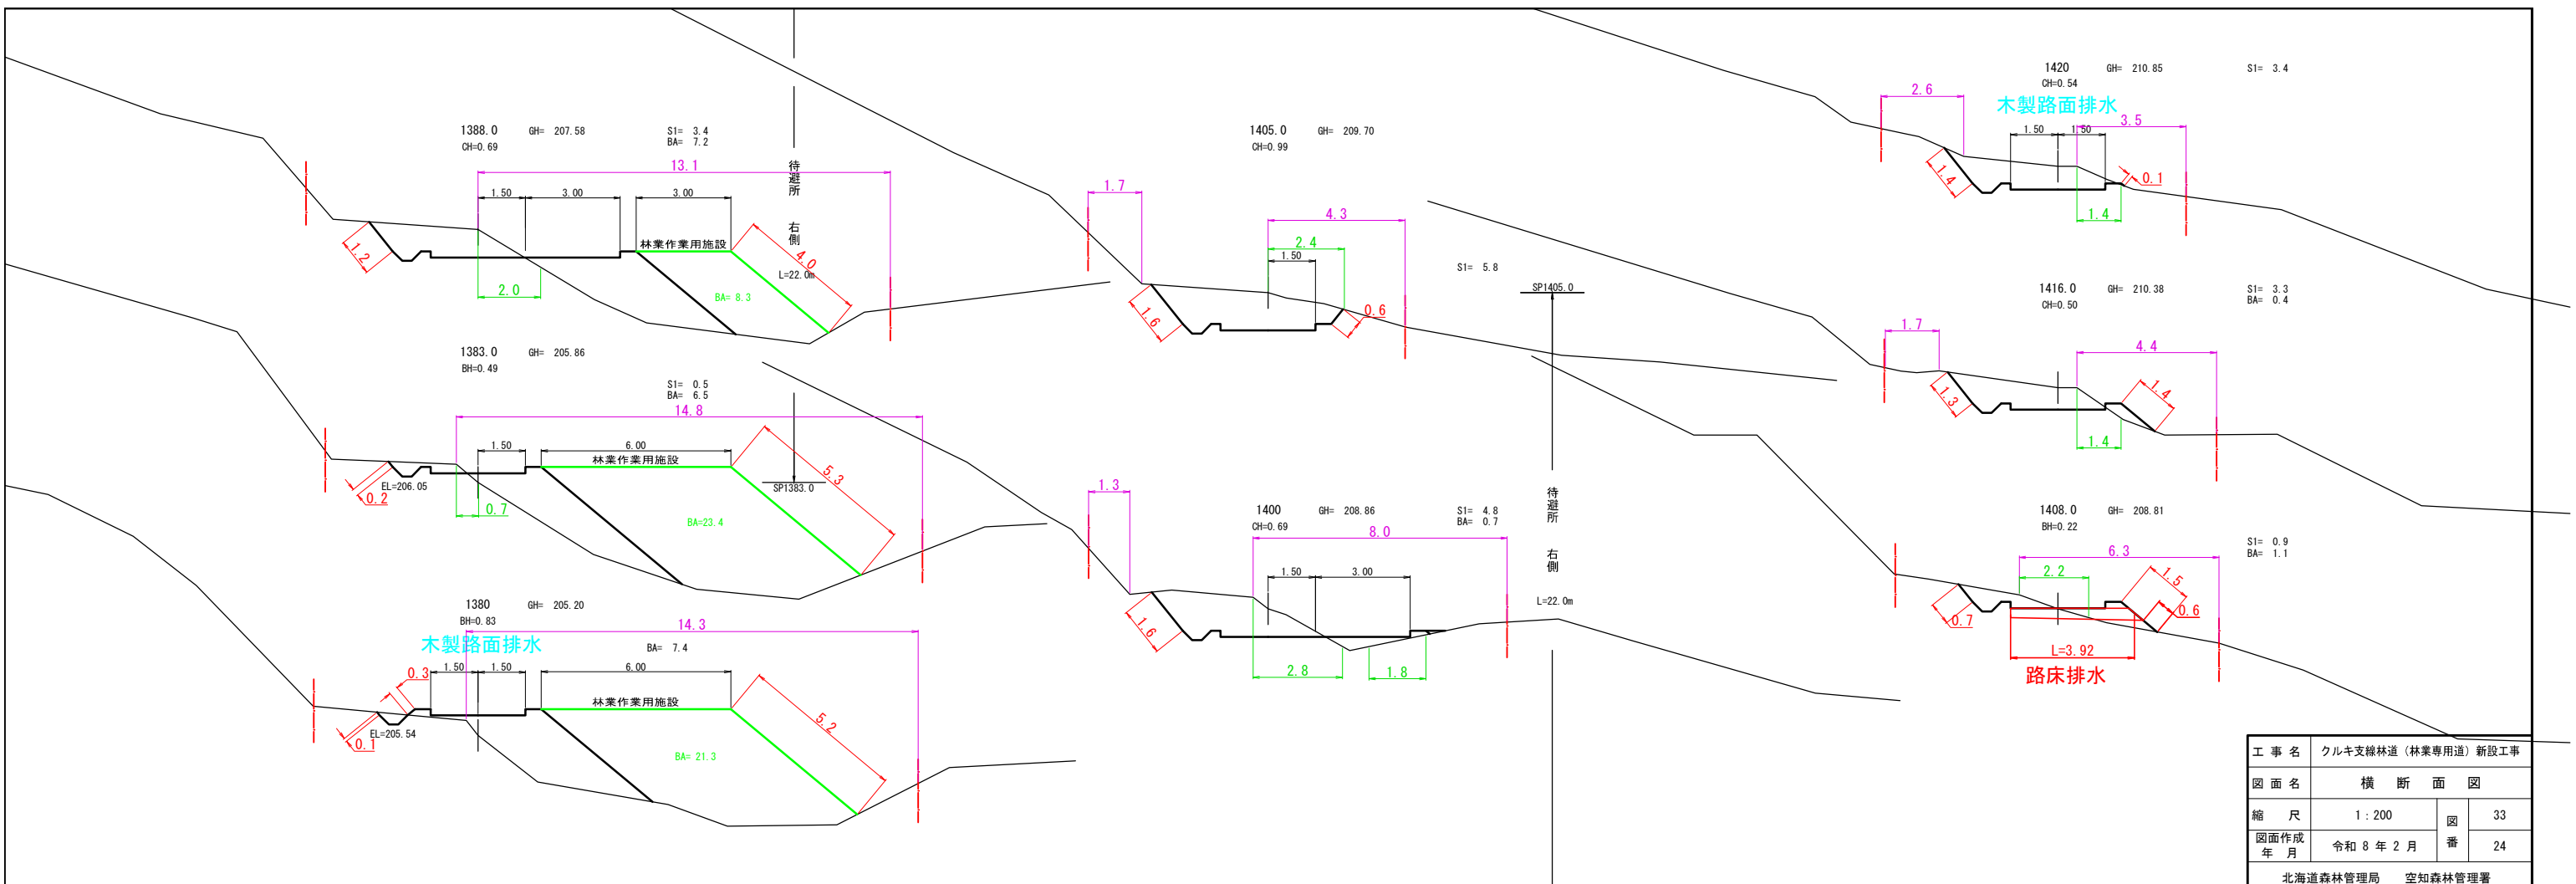 1388.0 GH= 207.58 S1= 3.4
CH=0.69 BA= 7.2
13.1
1.50 3.00 3.00
林業作業用施設
1.2
4.0
2.0
BA= 8.3
待避所 右側
L=22.0m
1383.0 GH= 205.86
BH=0.49
S1= 0.5
BA= 6.5
14.8
1.50 6.00
林業作業用施設
5.3
EL=206.05
0.2
0.7
BA=23.4
SP1383.0
1380 GH= 205.20
BH=0.83
木製路面排水
14.3
BA= 7.4
0.3
1.50 1.50 6.00
林業作業用施設
5.2
EL=205.54
0.1
BA= 21.3
1405.0 GH= 209.70
CH=0.99
1.7
4.3
2.4
1.50
S1= 5.8
1.6
0.6
SP1405.0
1400 GH= 208.86 S1= 4.8
CH=0.69 BA= 0.7
1.3
8.0
1.50 3.00
1.6
2.8
1.8
待避所 右側
L=22.0m
1420 GH= 210.85 S1= 3.4
CH=0.54
木製路面排水
2.6
3.5
1.50 1.50
1.4
0.1
1.4
1416.0 GH= 210.38 S1= 3.3
CH=0.50 BA= 0.4
1.7
4.4
1.3
1.4
1.4
1408.0 GH= 208.81
BH=0.22
S1= 0.9
BA= 1.1
6.3
2.2
1.5
0.7
0.6
L=3.92
路床排水
工事名 クルキ支線林道（林業専用道）新設工事
図面名 横断面図
縮尺 1:200 図番 33
図面作成年月 令和 8 年 2 月 24
北海道森林管理局 空知森林管理署